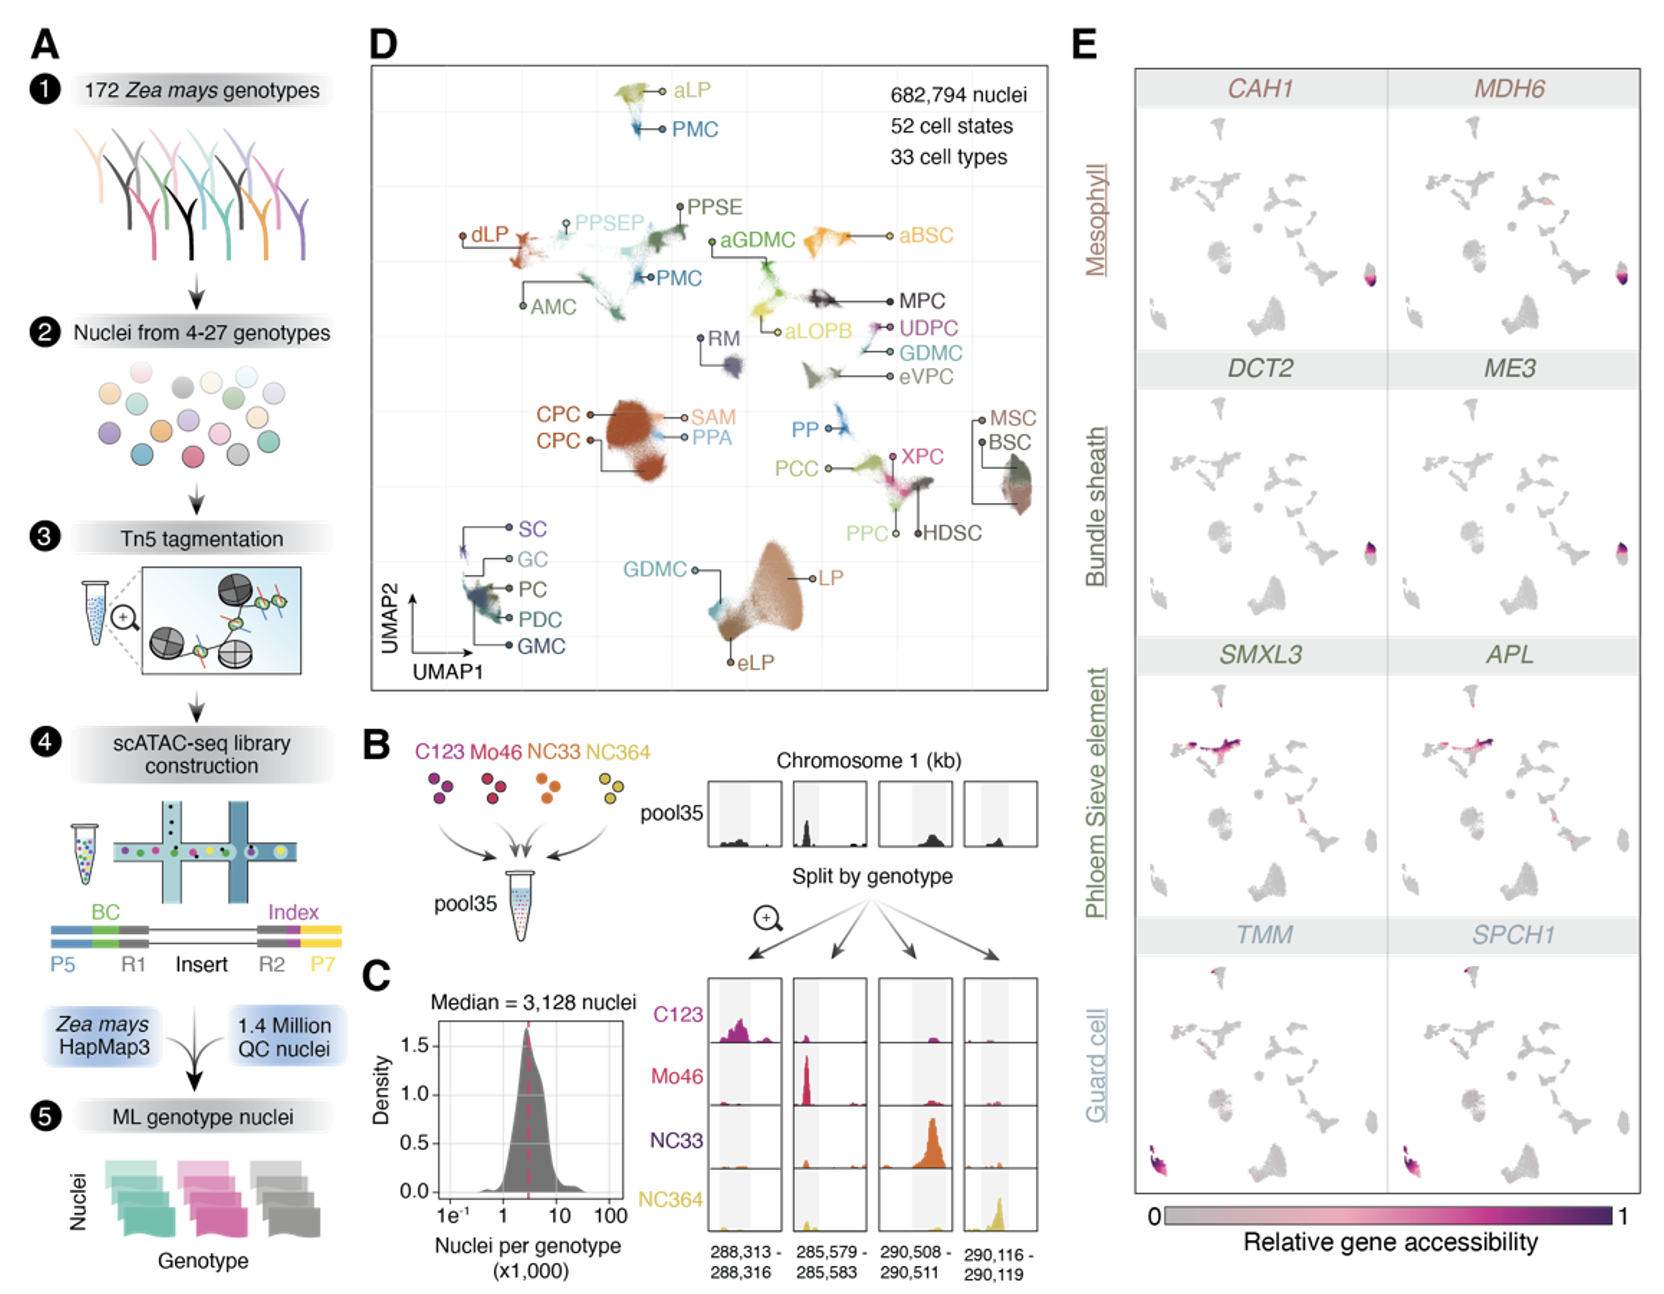 A
1
172 Zea mays genotypes
2
Nuclei from 4-27 genotypes
3
Tn5 tagmentation
4
scATAC-seq library
construction
BC
Index
P5
R1
Insert
R2
P7
Zea mays
HapMap3
1.4 Million
QC nuclei
5
ML genotype nuclei
Nuclei
Genotype
D
682,794 nuclei
52 cell states
33 cell types
aLP
PMC
PPSE
PPSEP
dLP
aGDMC
aBSC
PMC
AMC
MPC
aLOPB
UDPC
RM
GDMC
eVPC
CPC
SAM
CPC
PPA
PP
MSC
BSC
PCC
XPC
PPC
HDSC
SC
GC
PC
PDC
GMC
GDMC
LP
eLP
UMAP2
UMAP1
B
C123 Mo46 NC33 NC364
pool35
Chromosome 1 (kb)
pool35
Split by genotype
C123
Mo46
NC33
NC364
288,313 -
288,316
285,579 -
285,583
290,508 -
290,511
290,116 -
290,119
C
Median = 3,128 nuclei
Density
1.5
1.0
0.5
0.0
1e⁻¹
1
10
100
Nuclei per genotype
(x1,000)
E
CAH1
MDH6
Mesophyll
DCT2
ME3
Bundle sheath
SMXL3
APL
Phloem Sieve element
TMM
SPCH1
Guard cell
0
1
Relative gene accessibility